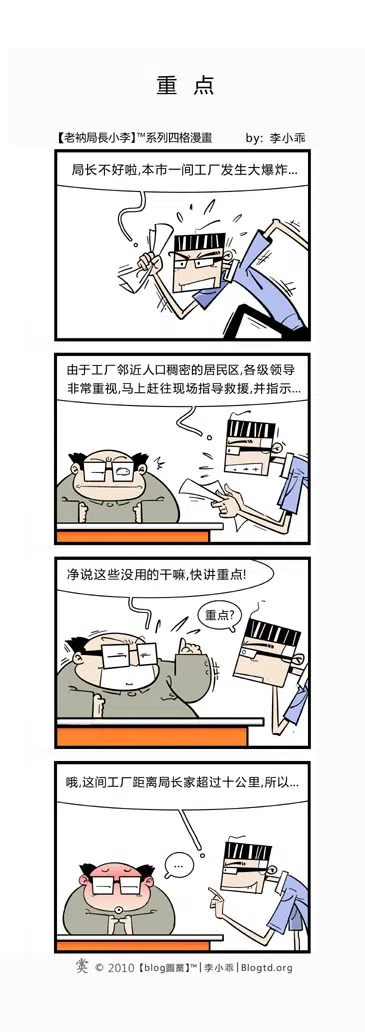 重 点
【老衲局長小李】™系列四格漫畫 by: 李小乖
局长不好啦,本市一间工厂发生大爆炸...
由于工厂邻近人口稠密的居民区,各级领导
非常重视,马上赶往现场指导救援,并指示...
净说这些没用的干嘛,快讲重点!
重点?
哦,这间工厂距离局长家超过十公里,所以...
...
© 2010【blog圖黨】™|李小乖|Blogtd.org